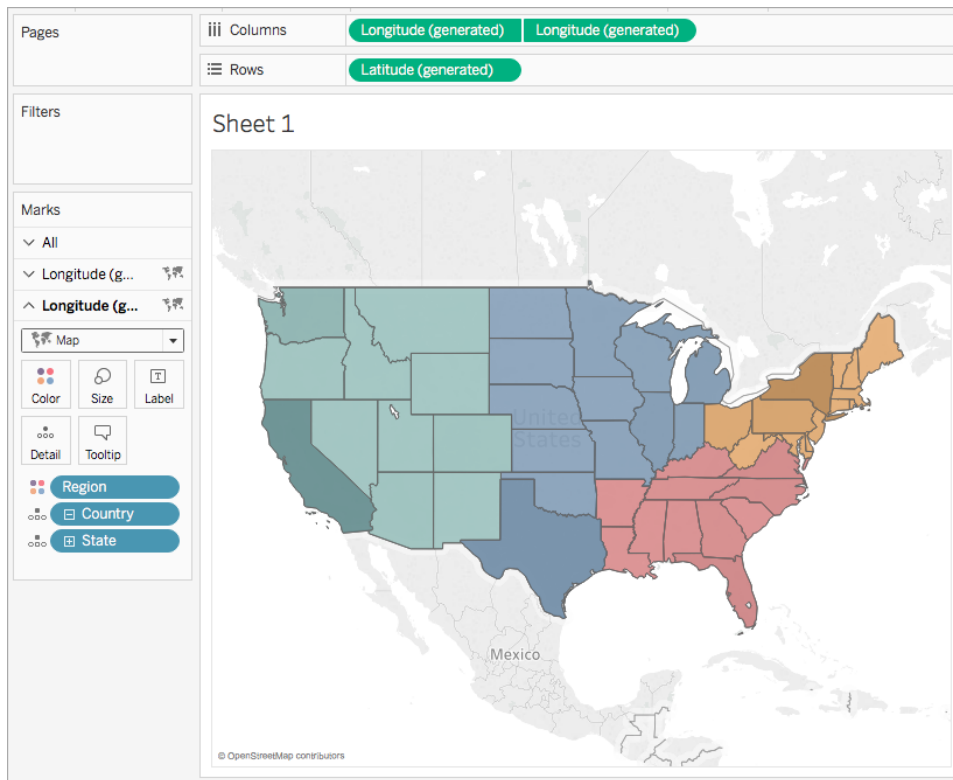 Pages
iii Columns
Longitude (generated) Longitude (generated)
Rows
Latitude (generated)
Filters
Sheet 1
Marks
All
Longitude (g...
Longitude (g...
Map
Color Size Label
T
Detail Tooltip
Region
Country
State
United
States
Mexico
© OpenStreetMap contributors